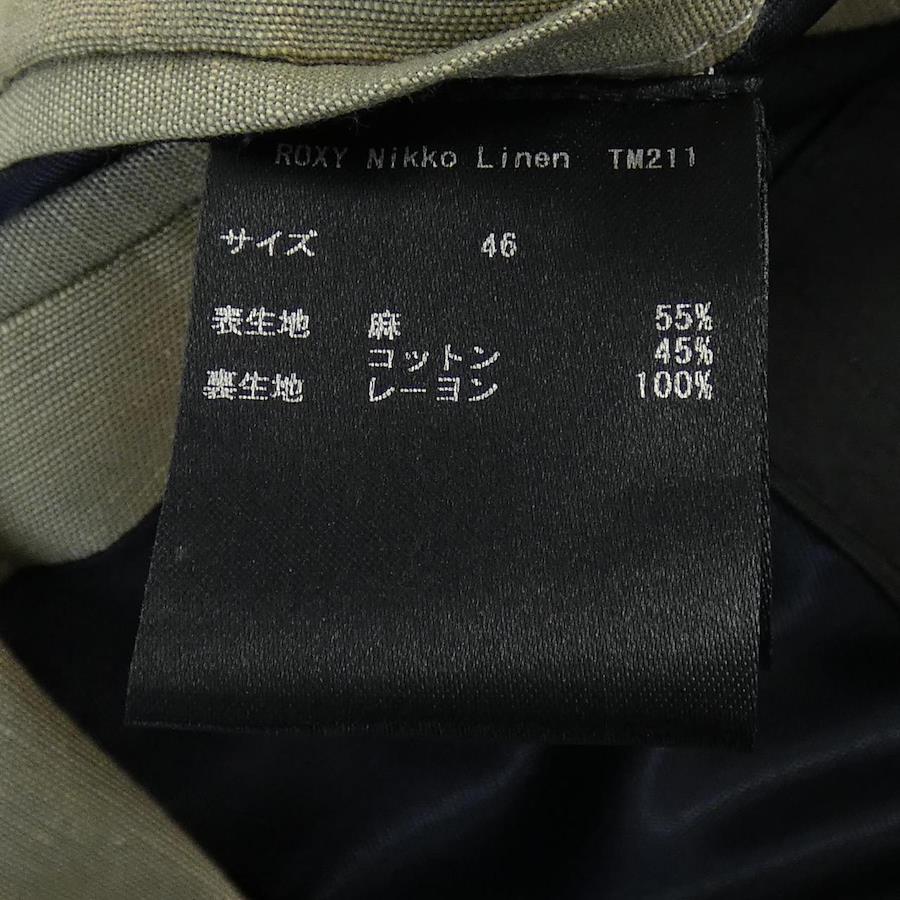 ROXY Nikko Linen TM211
サイズ 46
表生地 麻 55%
コットン 45%
裏生地 レーヨン 100%